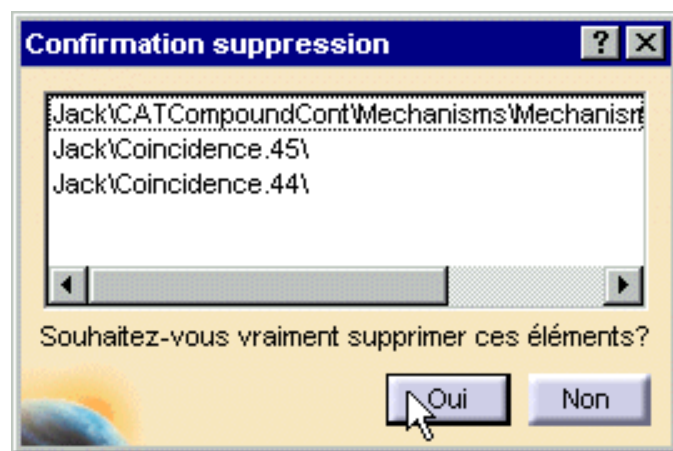 Confirmation suppression
Jack\CATCompoundCont\Mechanisms\Mechanism
Jack\Coincidence.45\
Jack\Coincidence.44\
Souhaitez-vous vraiment supprimer ces éléments?
Oui Non